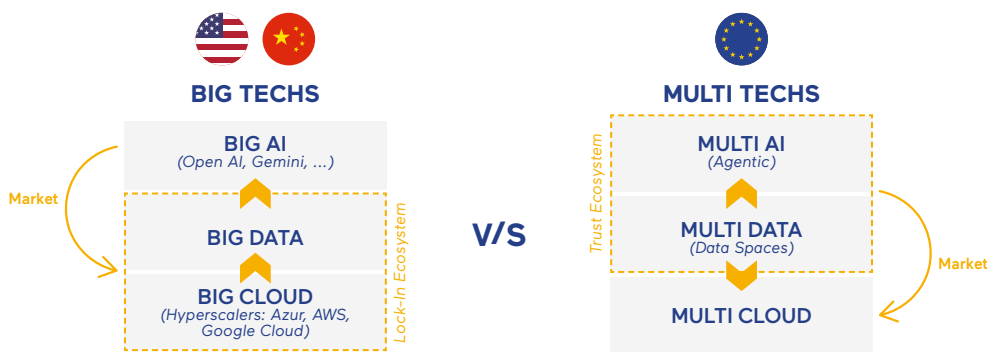 BIG TECHS
BIG AI
(Open AI, Gemini, ...)
Market
BIG DATA
Lock-In Ecosystem
BIG CLOUD
(Hyperscalers: Azur, AWS,
Google Cloud)
V/S
MULTI TECHS
MULTI AI
(Agentic)
Trust Ecosystem
MULTI DATA
(Data Spaces)
Market
MULTI CLOUD